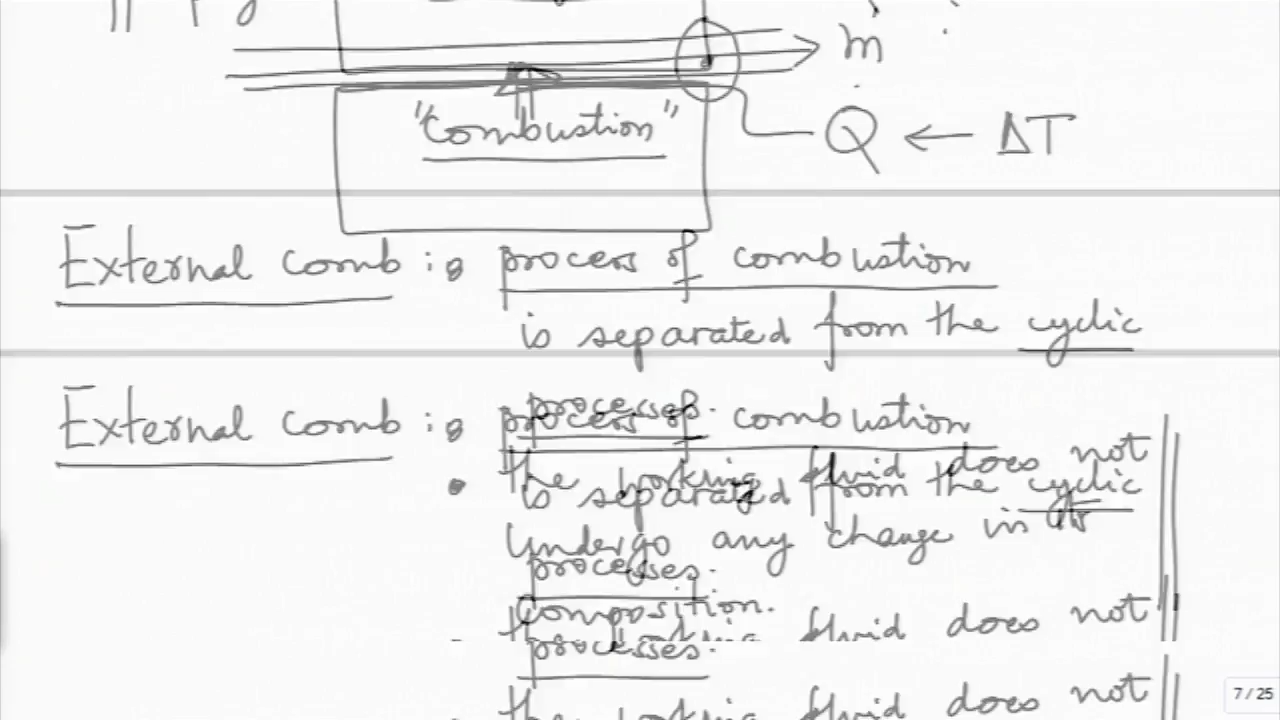 ṁ
"Combustion"
Q ← ΔT
External comb : process of combustion
is separated from the cyclic
External comb : processes. process of combustion
• the working fluid does not
is separated from the cyclic
undergo any change in its
processes.
composition.
the working fluid does not
processes.
the working fluid does not
7 / 25